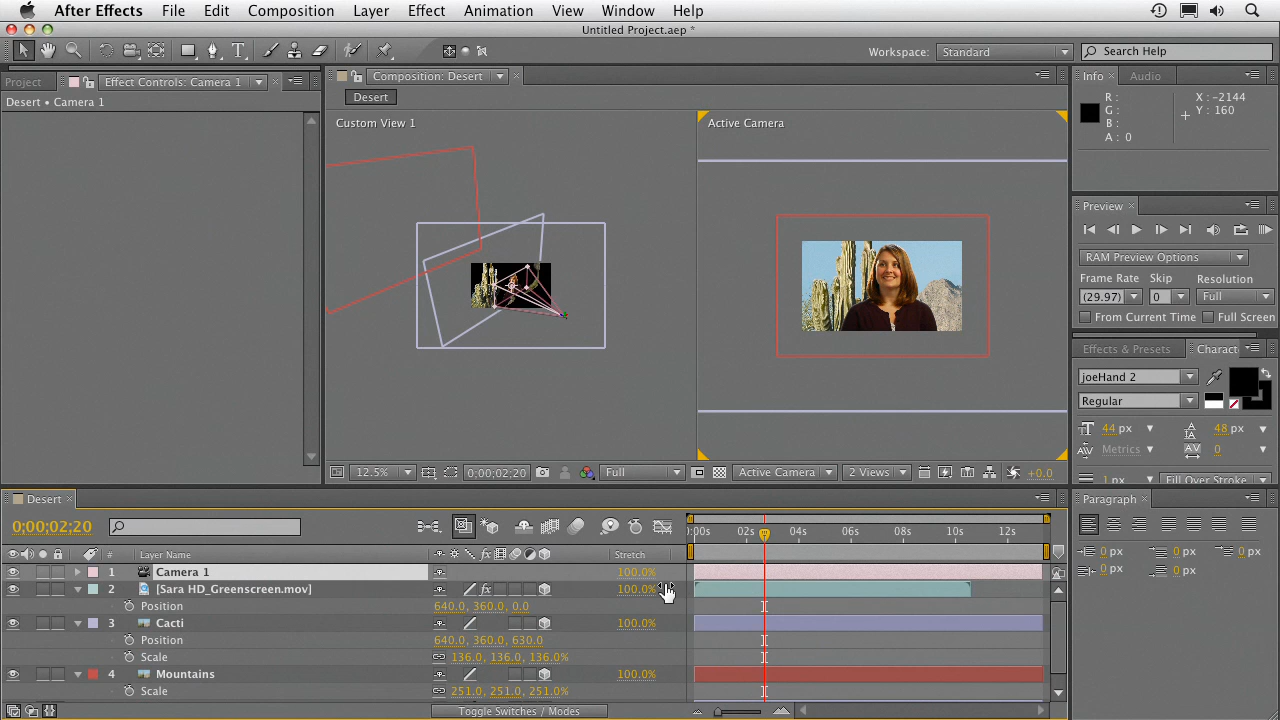 After Effects File Edit Composition Layer Effect Animation View Window Help
Untitled Project.aep *
Workspace: Standard Search Help
Project Effect Controls: Camera 1 Composition: Desert Info Audio
Desert • Camera 1 Desert
R: X: -2144
G: Y: 160
B:
A: 0
Custom View 1 Active Camera
Preview
RAM Preview Options
Frame Rate Skip Resolution
(29.97) 0 Full
From Current Time Full Screen
Effects & Presets Charact
joeHand 2
Regular
44 px 48 px
Metrics 0
1 px Fill Over Stroke
12.5% 0;00;02;20 Full Active Camera 2 Views +0.0
Desert Paragraph
0;00;02;20 :00s 02s 04s 06s 08s 10s 12s
# Layer Name Stretch
1 Camera 1 100.0%
2 [Sara HD_Greenscreen.mov] 100.0%
Position 640.0, 360.0, 0.0
3 Cacti 100.0%
Position 640.0, 360.0, 630.0
Scale 136.0, 136.0, 136.0%
4 Mountains 100.0%
Scale 251.0, 251.0, 251.0%
Toggle Switches / Modes
0 px 0 px 0 px
0 px 0 px